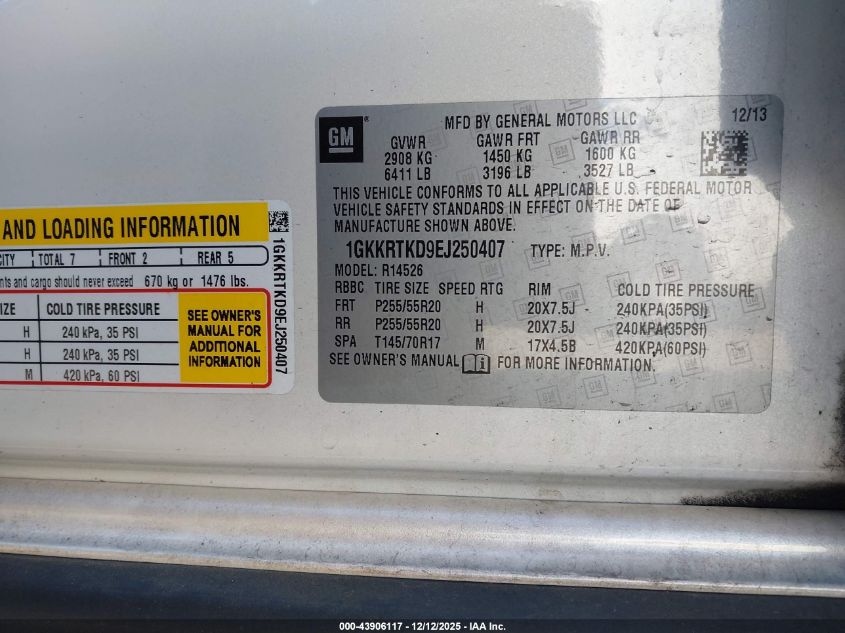 AND LOADING INFORMATION
CITY TOTAL 7 FRONT 2 REAR 5
nts and cargo should never exceed 670 kg or 1476 lbs.
SIZE COLD TIRE PRESSURE
H 240 kPa, 35 PSI
H 240 kPa, 35 PSI
M 420 kPa, 60 PSI
SEE OWNER'S
MANUAL FOR
ADDITIONAL
INFORMATION
1GKKRTKD9EJ250407
GM
MFD BY GENERAL MOTORS LLC 12/13
GVWR GAWR FRT GAWR RR
2908 KG 1450 KG 1600 KG
6411 LB 3196 LB 3527 LB
THIS VEHICLE CONFORMS TO ALL APPLICABLE U.S. FEDERAL MOTOR
VEHICLE SAFETY STANDARDS IN EFFECT ON THE DATE OF
MANUFACTURE SHOWN ABOVE.
1GKKRTKD9EJ250407 TYPE: M.P.V.
MODEL: R14526
RBBC TIRE SIZE SPEED RTG RIM COLD TIRE PRESSURE
FRT P255/55R20 H 20X7.5J 240KPA(35PSI)
RR P255/55R20 H 20X7.5J 240KPA(35PSI)
SPA T145/70R17 M 17X4.5B 420KPA(60PSI)
SEE OWNER'S MANUAL FOR MORE INFORMATION.
000-43906117 - 12/12/2025 - IAA Inc.